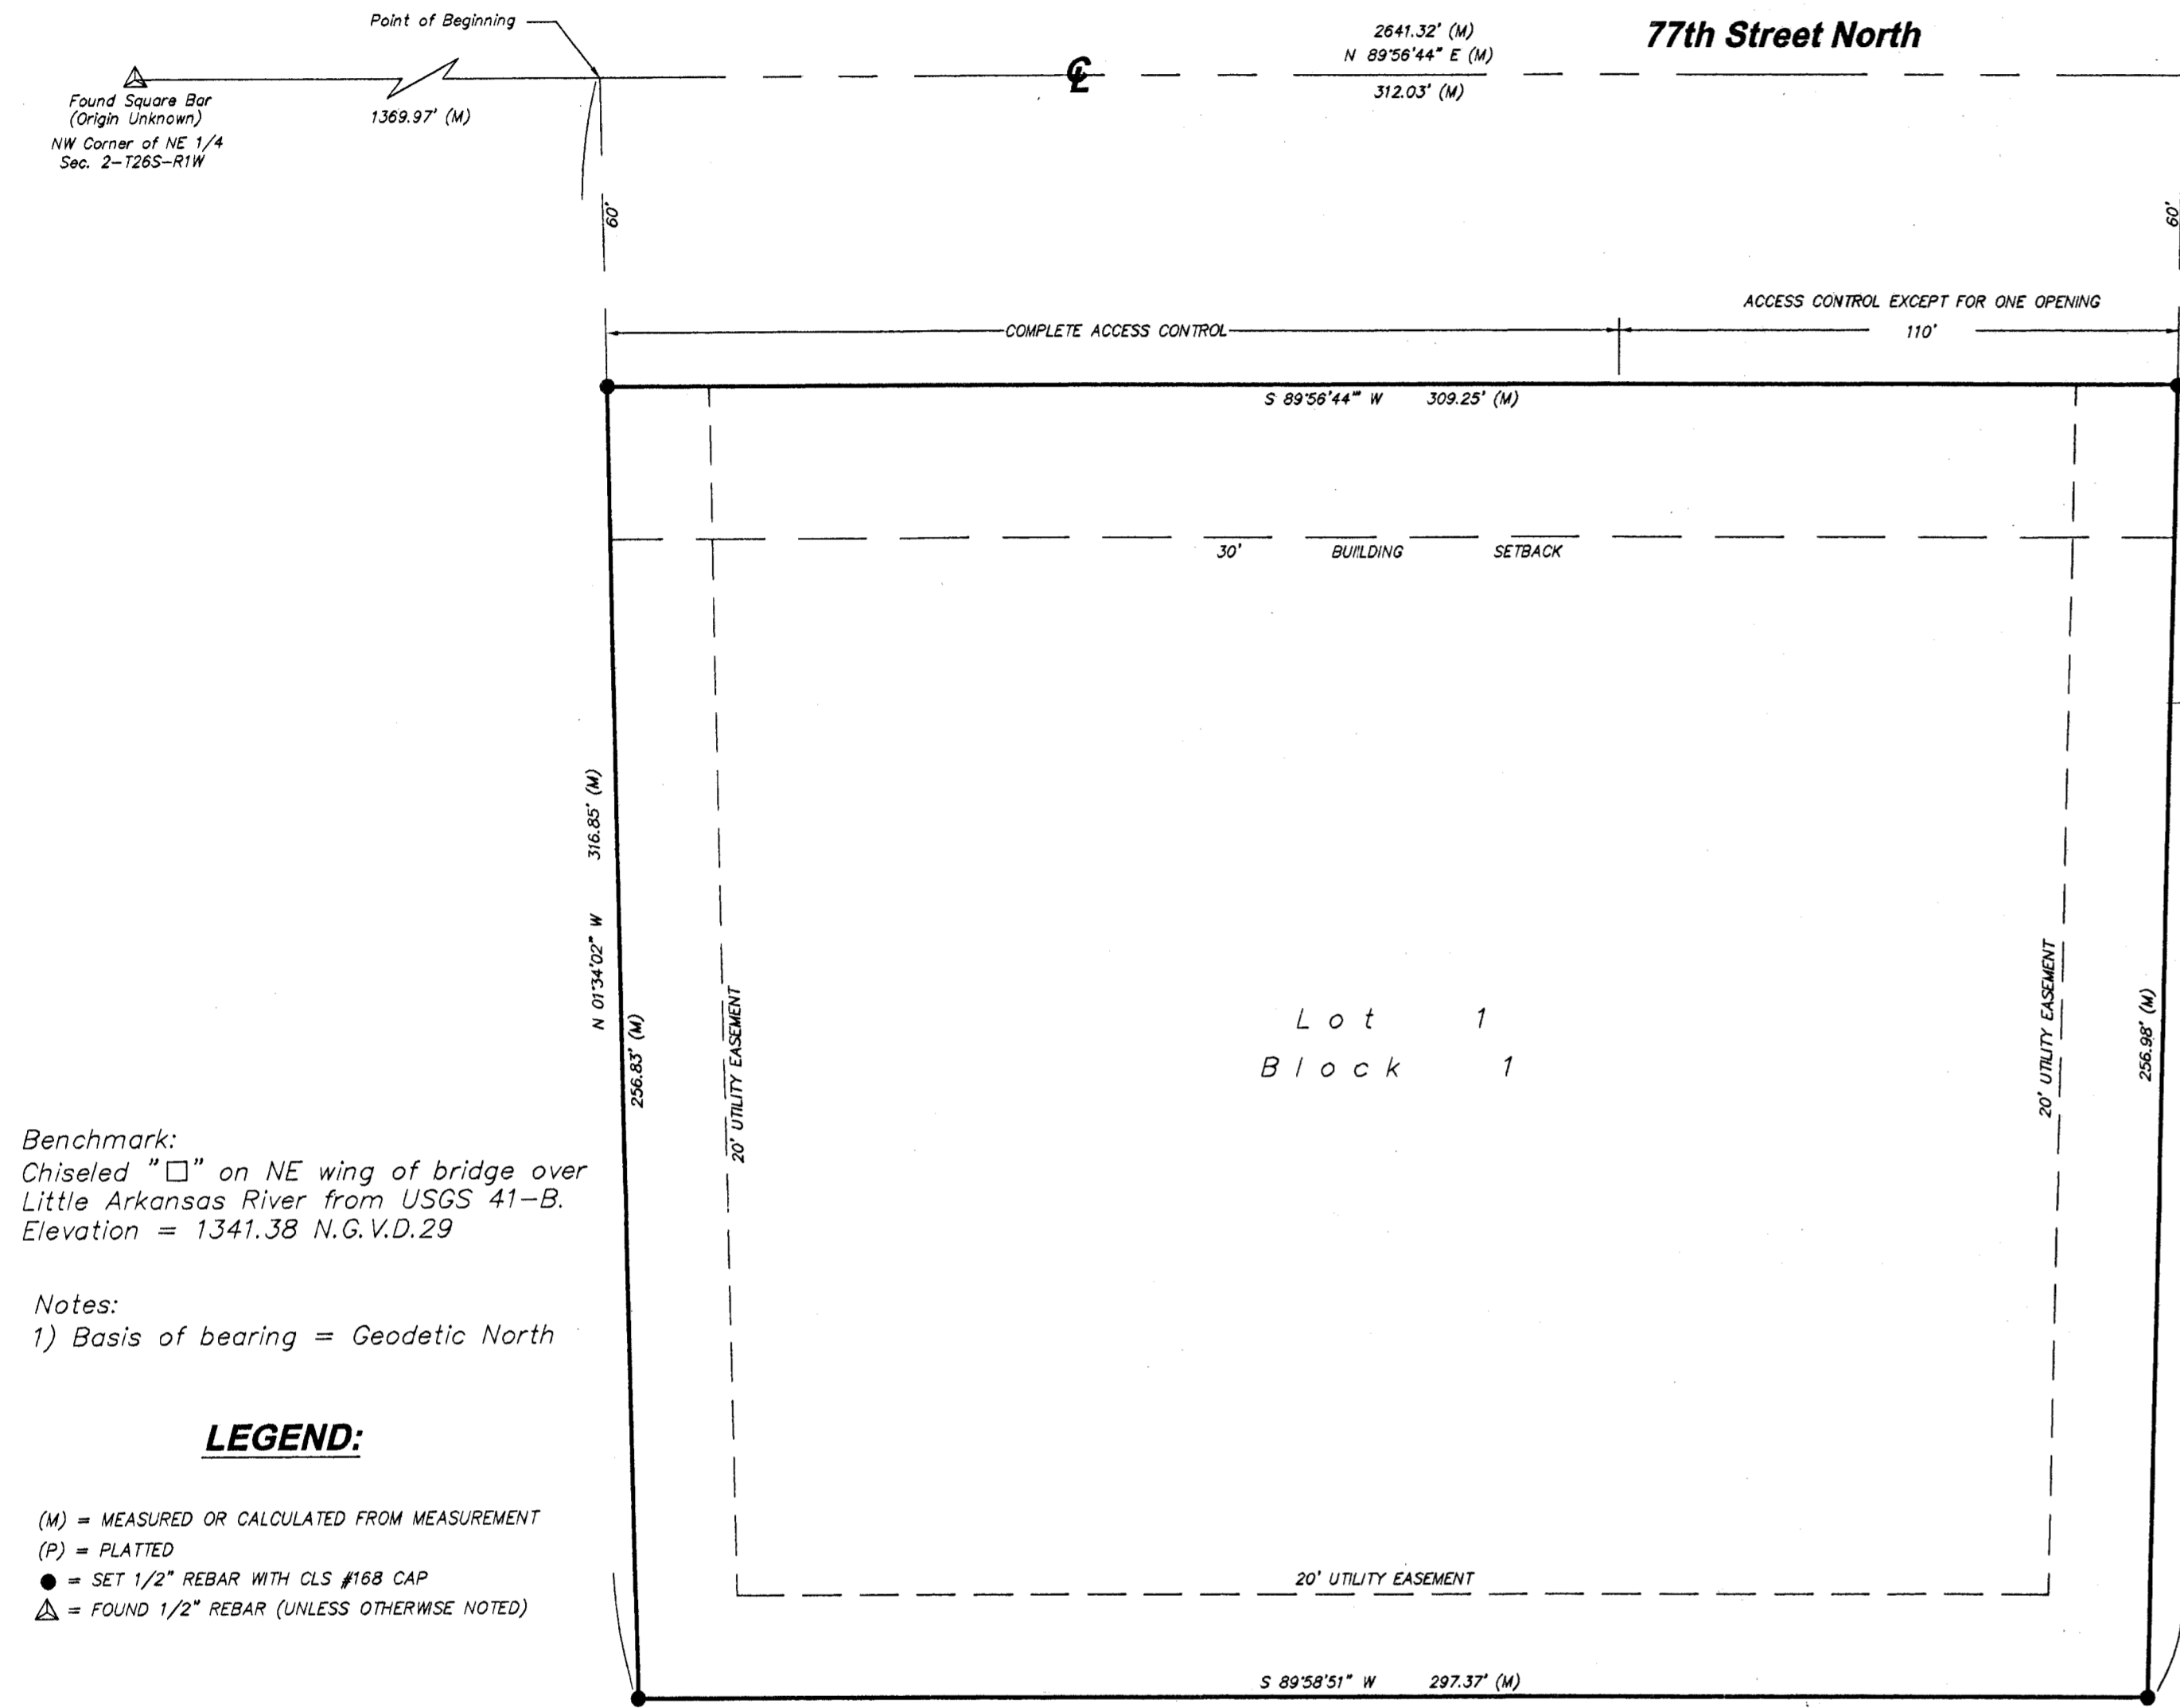 Point of Beginning
2641.32' (M)
77th Street North
N 89°56'44" E (M)
℄
312.03' (M)
1369.97' (M)
Found Square Bar
(Origin Unknown)
NW Corner of NE 1/4
Sec. 2-T26S-R1W
60'
60'
ACCESS CONTROL EXCEPT FOR ONE OPENING
COMPLETE ACCESS CONTROL
110'
S 89°56'44" W 309.25' (M)
30' BUILDING SETBACK
N 01°34'02" W 316.85' (M)
256.83' (M)
20' UTILITY EASEMENT
Lot 1
Block 1
20' UTILITY EASEMENT
256.98' (M)
Benchmark:
Chiseled "□" on NE wing of bridge over
Little Arkansas River from USGS 41-B.
Elevation = 1341.38 N.G.V.D.29
Notes:
1) Basis of bearing = Geodetic North
LEGEND:
(M) = MEASURED OR CALCULATED FROM MEASUREMENT
(P) = PLATTED
● = SET 1/2" REBAR WITH CLS #168 CAP
△ = FOUND 1/2" REBAR (UNLESS OTHERWISE NOTED)
20' UTILITY EASEMENT
S 89°58'51" W 297.37' (M)